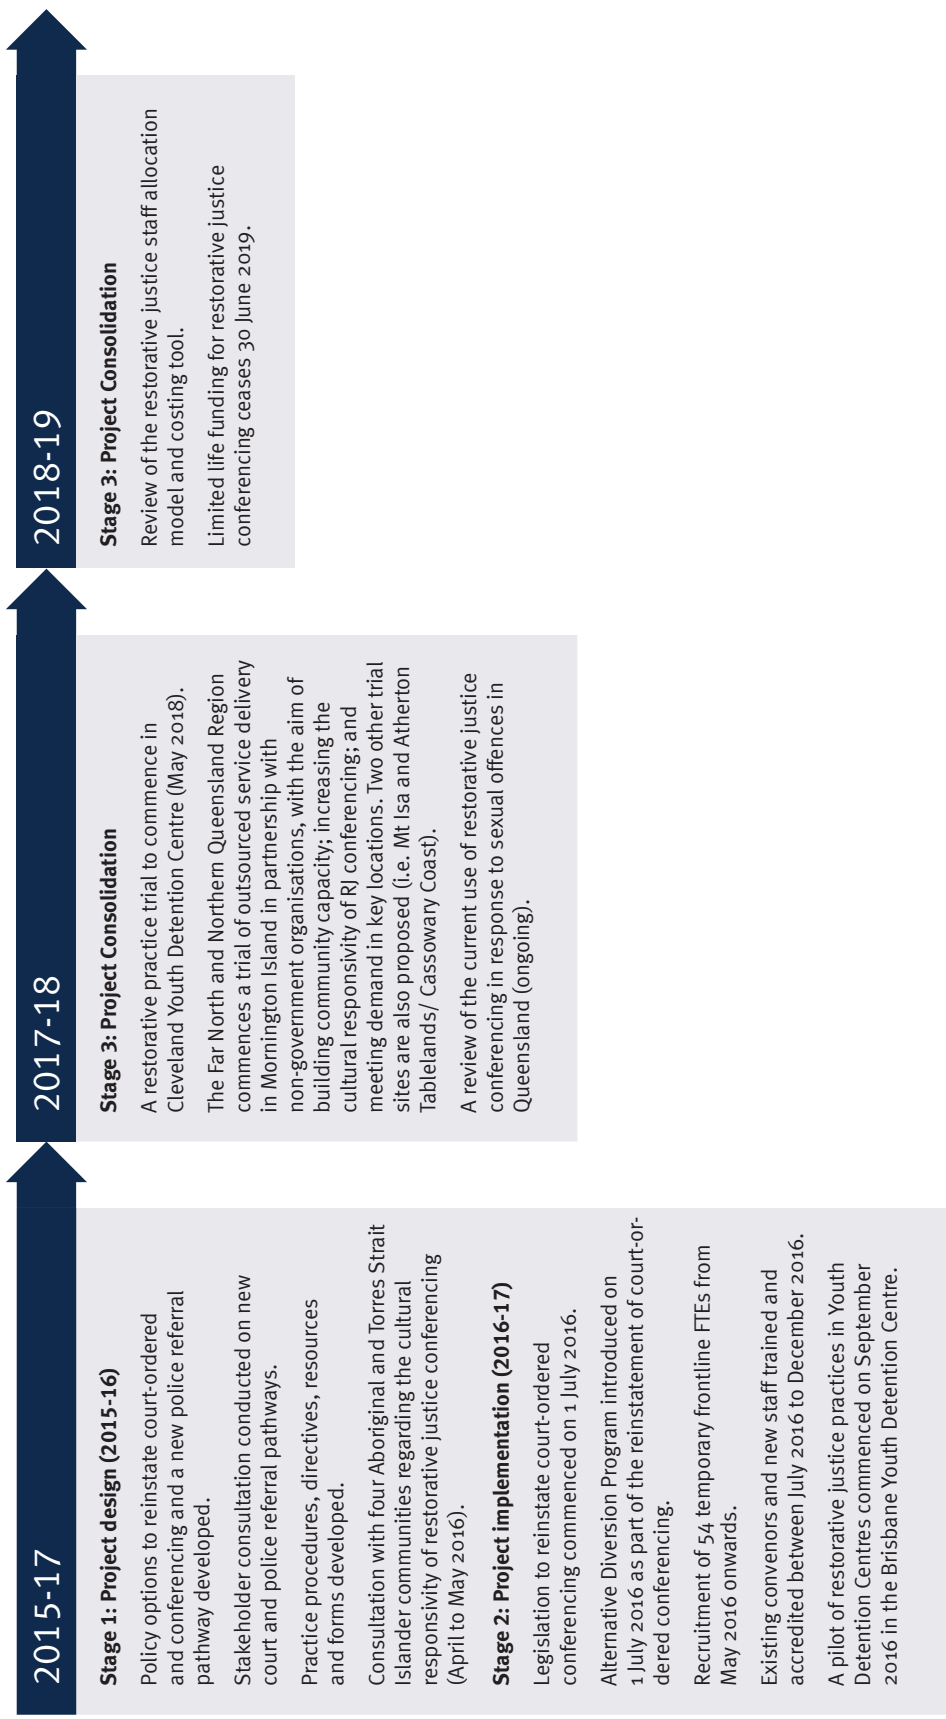 2015-17
Stage 1: Project design (2015-16)
Policy options to reinstate court-ordered
and conferencing and a new police referral
pathway developed.
Stakeholder consultation conducted on new
court and police referral pathways.
Practice procedures, directives, resources
and forms developed.
Consultation with four Aboriginal and Torres Strait
Islander communities regarding the cultural
responsivity of restorative justice conferencing
(April to May 2016).
Stage 2: Project implementation (2016-17)
Legislation to reinstate court-ordered
conferencing commenced on 1 July 2016.
Alternative Diversion Program introduced on
1 July 2016 as part of the reinstatement of court-or-
dered conferencing.
Recruitment of 54 temporary frontline FTEs from
May 2016 onwards.
Existing convenors and new staff trained and
accredited between July 2016 to December 2016.
A pilot of restorative justice practices in Youth
Detention Centres commenced on September
2016 in the Brisbane Youth Detention Centre.
2017-18
Stage 3: Project Consolidation
A restorative practice trial to commence in
Cleveland Youth Detention Centre (May 2018).
The Far North and Northern Queensland Region
commences a trial of outsourced service delivery
in Mornington Island in partnership with
non-government organisations, with the aim of
building community capacity; increasing the
cultural responsivity of RJ conferencing; and
meeting demand in key locations. Two other trial
sites are also proposed (i.e. Mt Isa and Atherton
Tablelands/ Cassowary Coast).
A review of the current use of restorative justice
conferencing in response to sexual offences in
Queensland (ongoing).
2018-19
Stage 3: Project Consolidation
Review of the restorative justice staff allocation
model and costing tool.
Limited life funding for restorative justice
conferencing ceases 30 June 2019.